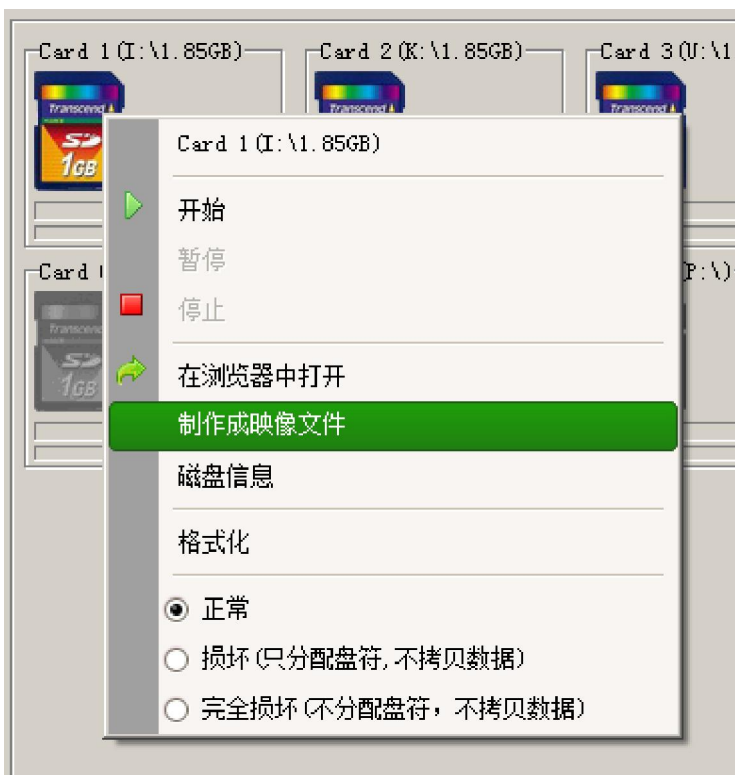 Card 1(I:\1.85GB)
Card 2(K:\1.85GB)
Card 3(U:\1
Transcend
Transcend
Transcend
SD
1GB
Card 1(I:\1.85GB)
开始
暂停
停止
Card
P:\)
Transcend
SD
1GB
在浏览器中打开
制作成映像文件
磁盘信息
格式化
正常
损坏(只分配盘符,不拷贝数据)
完全损坏(不分配盘符，不拷贝数据)